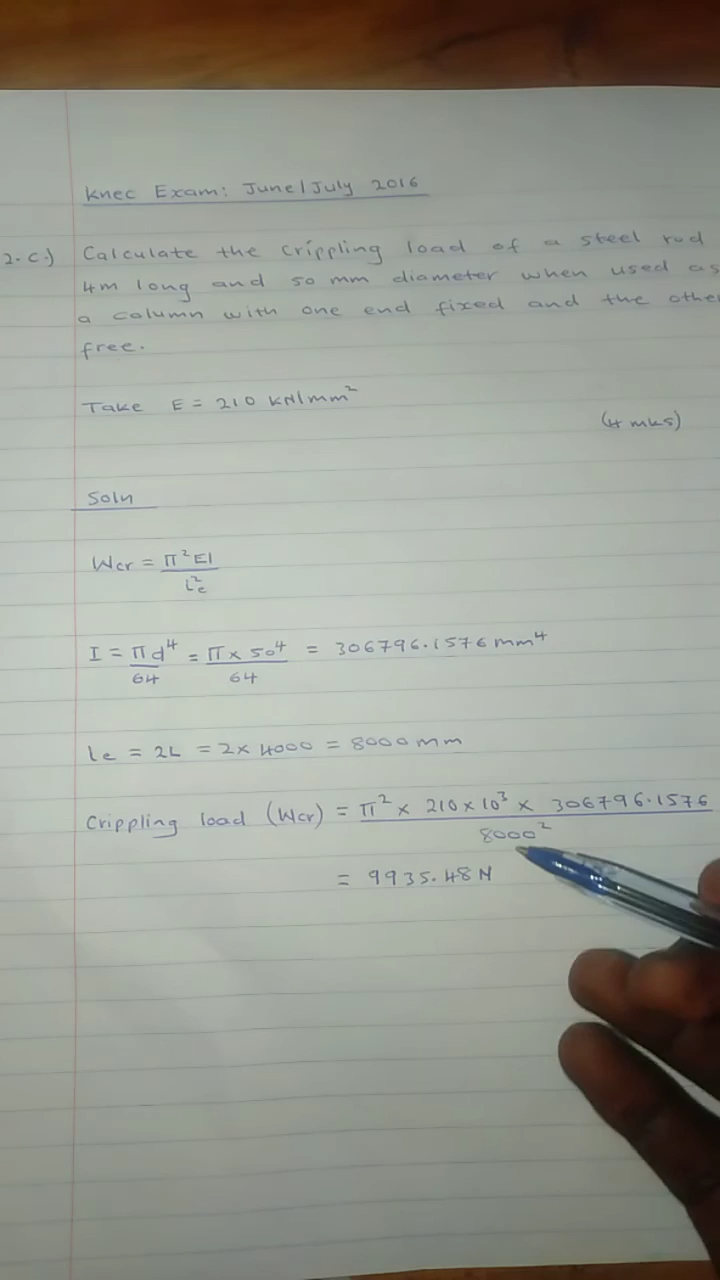 Knec Exam: June/July 2016
2. c.) Calculate the crippling load of a steel rod
4m long and 50 mm diameter when used as
a column with one end fixed and the other
free.
Take E = 210 kN/mm²
(4 mks)
Soln
Wcr = π²EI / le²
I = πd⁴/64 = π × 50⁴/64 = 306796.1576 mm⁴
le = 2L = 2 × 4000 = 8000 mm
Crippling load (Wcr) = π² × 210 × 10³ × 306796.1576 / 8000²
= 9935.48 N